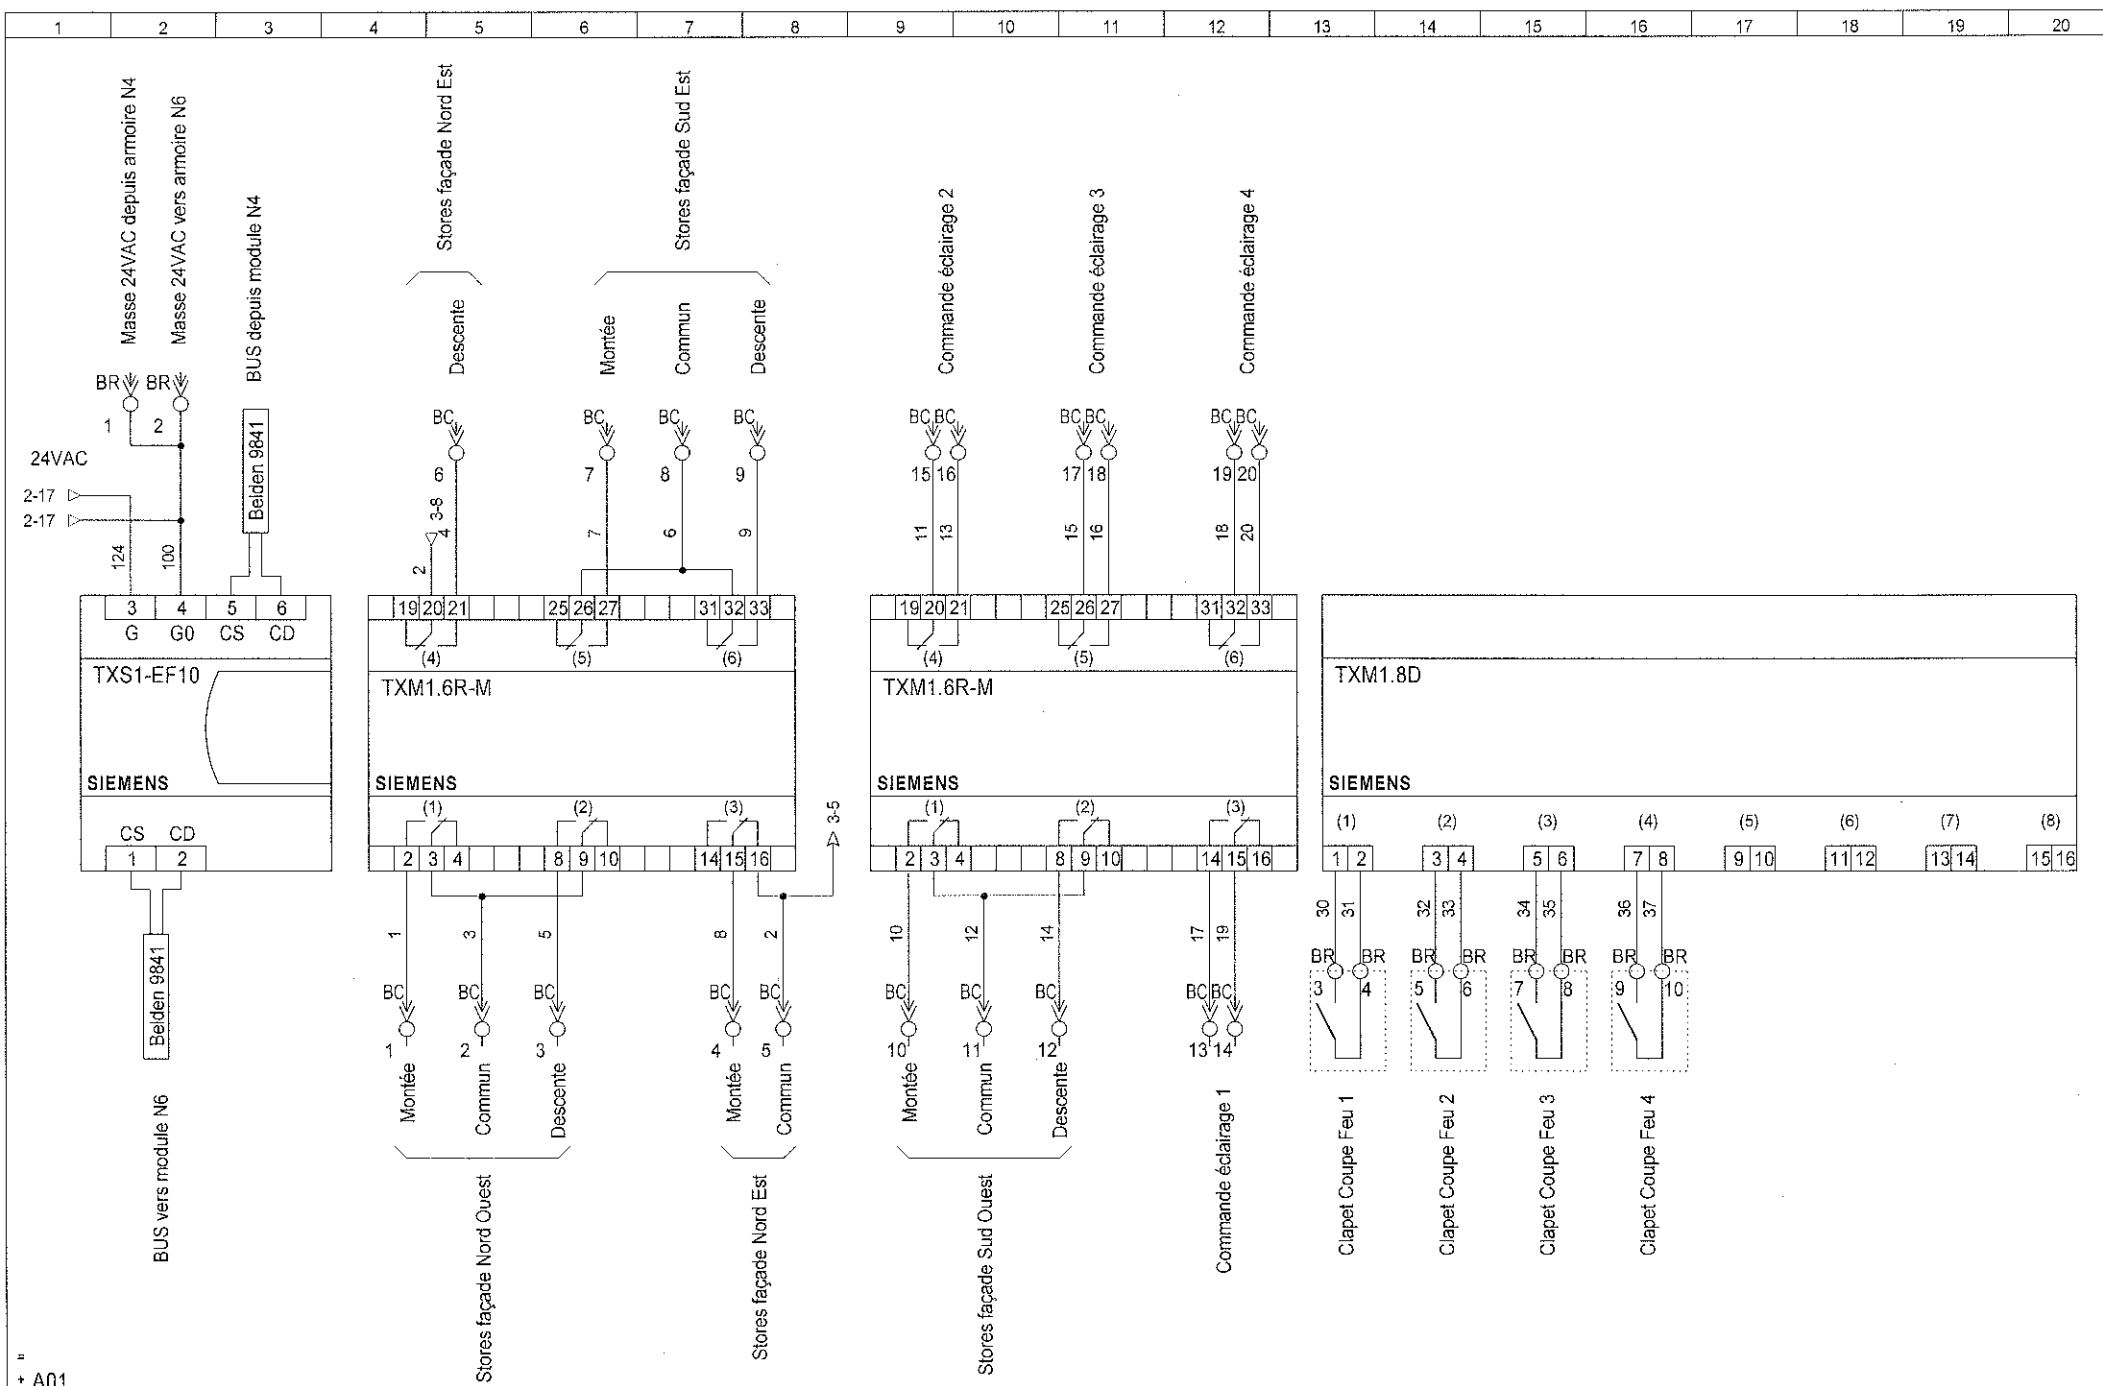 1 2 3 4 5 6 7 8 9 10 11 12 13 14 15 16 17 18 19 20
Masse 24VAC depuis armoire N4
Masse 24VAC vers armoire N6
BUS depuis module N4
Stores façade Nord Est
Stores façade Sud Est
Descente
Montée
Commun
Descente
Commande éclairage 2
Commande éclairage 3
Commande éclairage 4
BR BR
1 2
24VAC
2-17
2-17
124 100
Belden 9841
BC BC BC BC
6 7 8 9
3-8
2 4 7 6 9
BC BC BC BC BC BC
15 16 17 18 19 20
11 13 15 16 18 20
3 4 5 6
G G0 CS CD
TXS1-EF10
SIEMENS
CS CD
1 2
Belden 9841
BUS vers module N6
19 20 21 25 26 27 31 32 33
(4) (5) (6)
TXM1.6R-M
SIEMENS
(1) (2) (3)
2 3 4 8 9 10 14 15 16
3-5
1 3 5 8 2
BC BC BC BC BC
1 2 3 4 5
Montée
Commun
Descente
Montée
Commun
Stores façade Nord Ouest
Stores façade Nord Est
19 20 21 25 26 27 31 32 33
(4) (5) (6)
TXM1.6R-M
SIEMENS
(1) (2) (3)
2 3 4 8 9 10 14 15 16
10 12 14 17 19
BC BC BC BC BC
10 11 12 13 14
Montée
Commun
Descente
Stores façade Sud Ouest
Commande éclairage 1
TXM1.8D
SIEMENS
(1) (2) (3) (4) (5) (6) (7) (8)
1 2 3 4 5 6 7 8 9 10 11 12 13 14 15 16
30 31 32 33 34 35 36 37
BR BR BR BR BR BR BR BR
3 4 5 6 7 8 9 10
Clapet Coupe Feu 1
Clapet Coupe Feu 2
Clapet Coupe Feu 3
Clapet Coupe Feu 4
=
+ A01